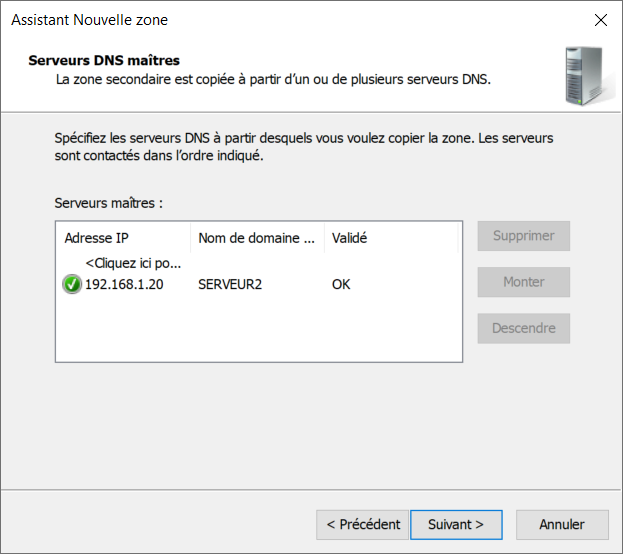 Assistant Nouvelle zone
Serveurs DNS maîtres
La zone secondaire est copiée à partir d’un ou de plusieurs serveurs DNS.
Spécifiez les serveurs DNS à partir desquels vous voulez copier la zone. Les serveurs
sont contactés dans l’ordre indiqué.
Serveurs maîtres :
Adresse IP Nom de domaine ... Validé
<Cliquez ici po...
192.168.1.20 SERVEUR2 OK
Supprimer
Monter
Descendre
< Précédent Suivant > Annuler